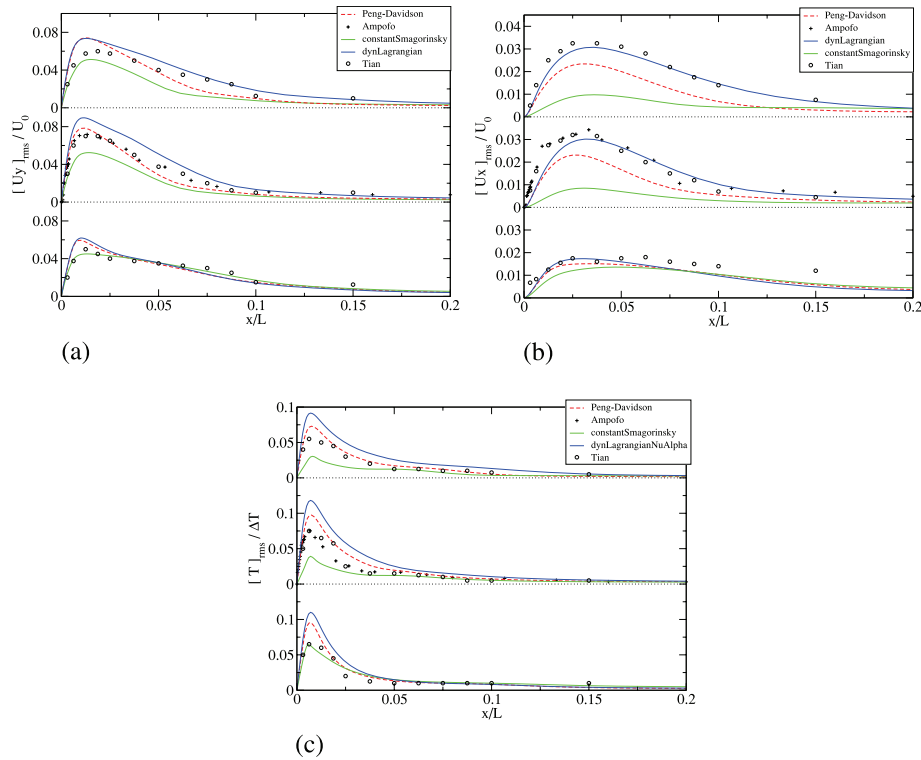 Peng-Davidson
Ampofo
constantSmagorinsky
dynLagrangian
Tian
0.08
0.04
0
0.08
0.04
0
0.08
0.04
0
[ Uy ]rms / U0
0 0.05 0.1 0.15 0.2
x/L
(a)
Peng-Davidson
Ampofo
dynLagrangian
constantSmagorinsky
Tian
0.04
0.03
0.02
0.01
0
0.03
0.02
0.01
0
0.02
0.01
0
[ Ux ]rms / U0
0 0.05 0.1 0.15 0.2
x/L
(b)
Peng-Davidson
Ampofo
constantSmagorinsky
dynLagrangianNuAlpha
Tian
0.1
0.05
0
0.1
0.05
0
0.1
0.05
0
[ T ]rms / ΔT
0 0.05 0.1 0.15 0.2
x/L
(c)